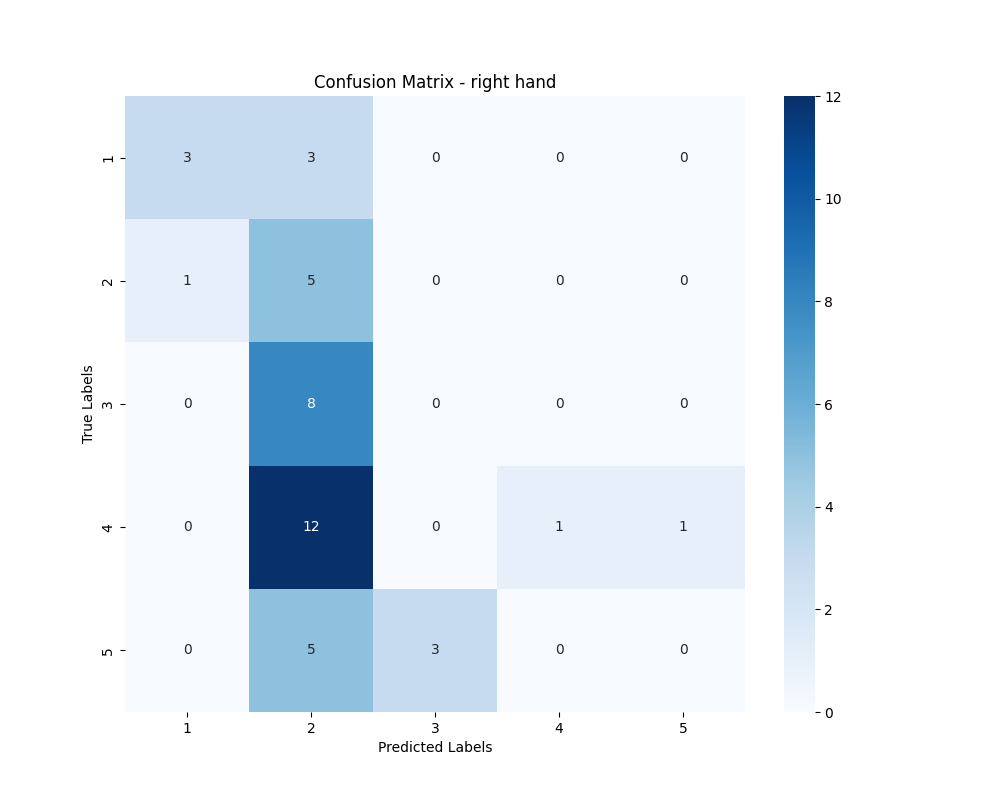 Confusion Matrix - right hand
1 3 3 0 0 0
2 1 5 0 0 0
3 0 8 0 0 0
4 0 12 0 1 1
5 0 5 3 0 0
1 2 3 4 5
Predicted Labels
True Labels
12
10
8
6
4
2
0